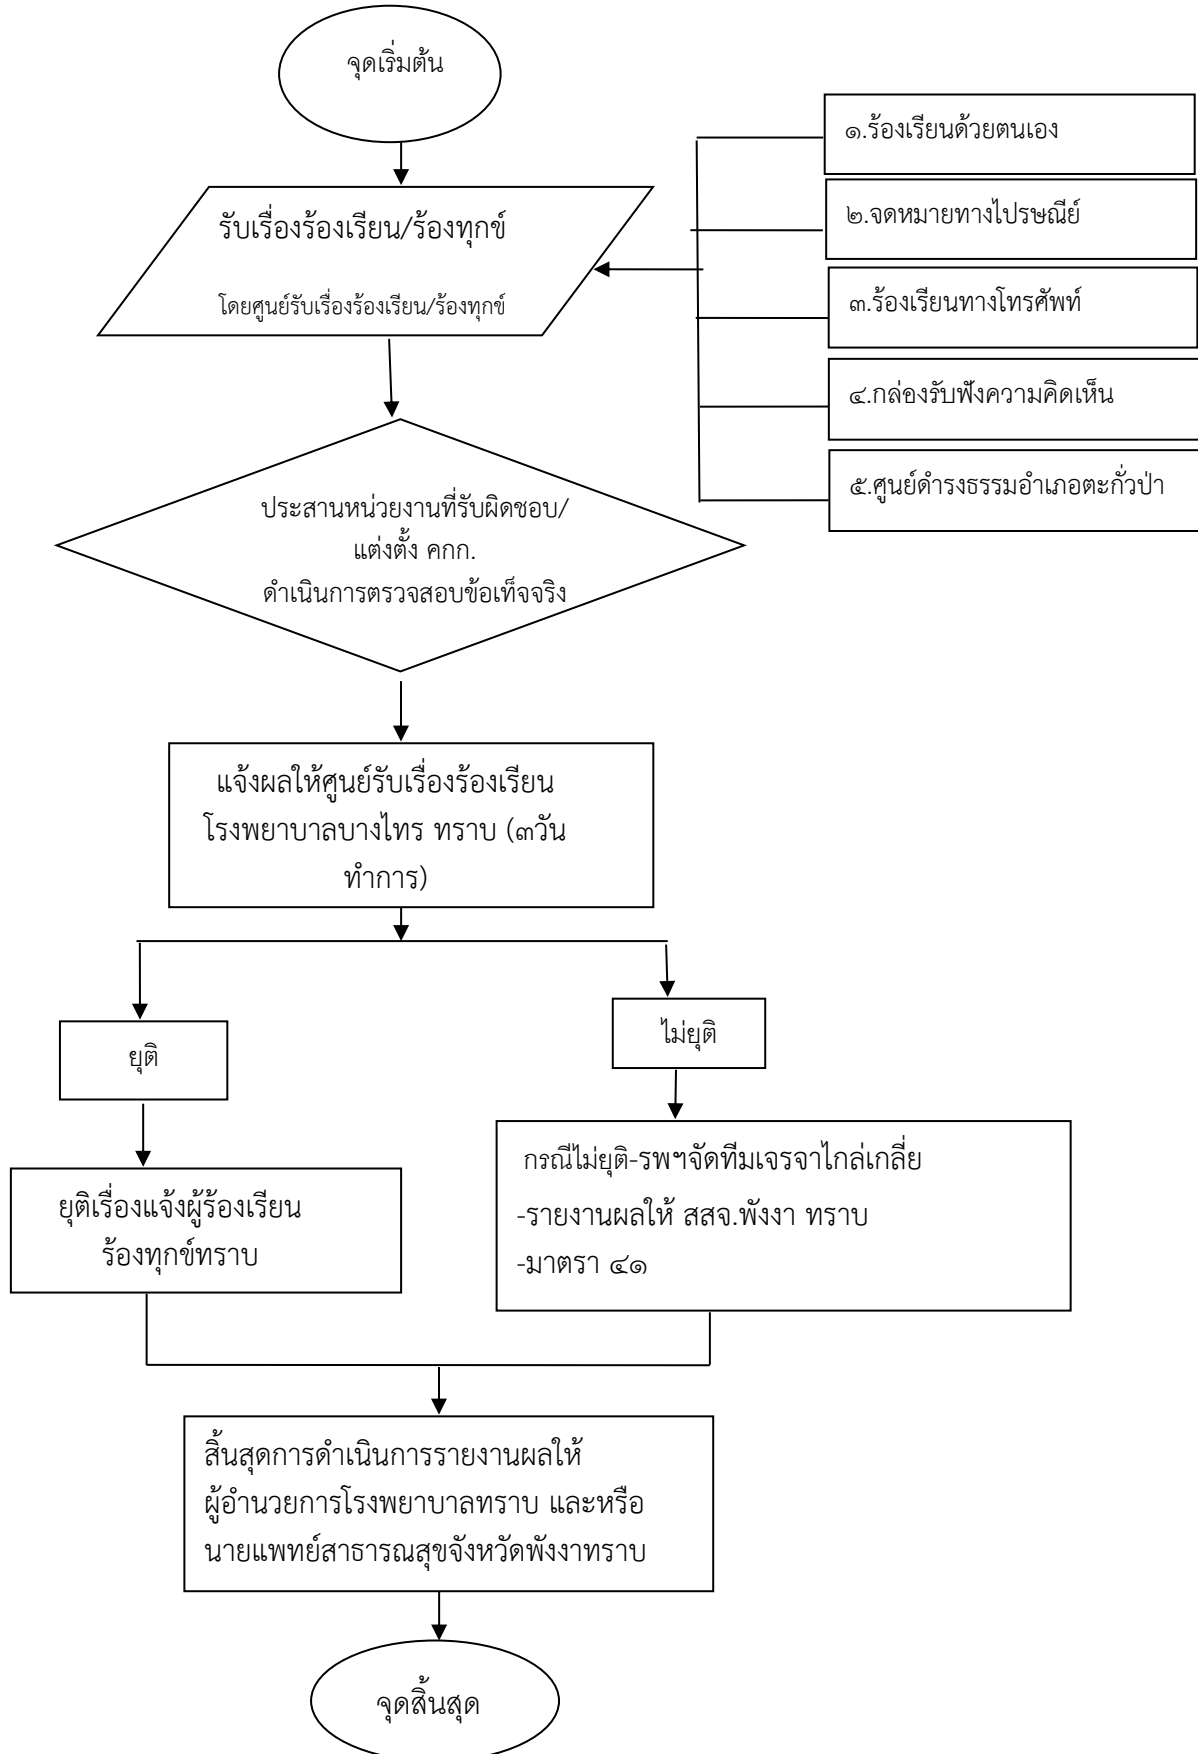 จุดเริ่มต้น
รับเรื่องร้องเรียน/ร้องทุกข์
โดยศูนย์รับเรื่องร้องเรียน/ร้องทุกข์
๑.ร้องเรียนด้วยตนเอง
๒.จดหมายทางไปรษณีย์
๓.ร้องเรียนทางโทรศัพท์
๔.กล่องรับฟังความคิดเห็น
๕.ศูนย์ดำรงธรรมอำเภอตะกั่วป่า
ประสานหน่วยงานที่รับผิดชอบ/
แต่งตั้ง คกก.
ดำเนินการตรวจสอบข้อเท็จจริง
แจ้งผลให้ศูนย์รับเรื่องร้องเรียน
โรงพยาบาลบางไทร ทราบ (๓วัน
ทำการ)
ยุติ
ไม่ยุติ
ยุติเรื่องแจ้งผู้ร้องเรียน
ร้องทุกข์ทราบ
กรณีไม่ยุติ-รพฯจัดทีมเจรจาไกล่เกลี่ย
-รายงานผลให้ สสจ.พังงา ทราบ
-มาตรา ๔๑
สิ้นสุดการดำเนินการรายงานผลให้
ผู้อำนวยการโรงพยาบาลทราบ และหรือ
นายแพทย์สาธารณสุขจังหวัดพังงาทราบ
จุดสิ้นสุด